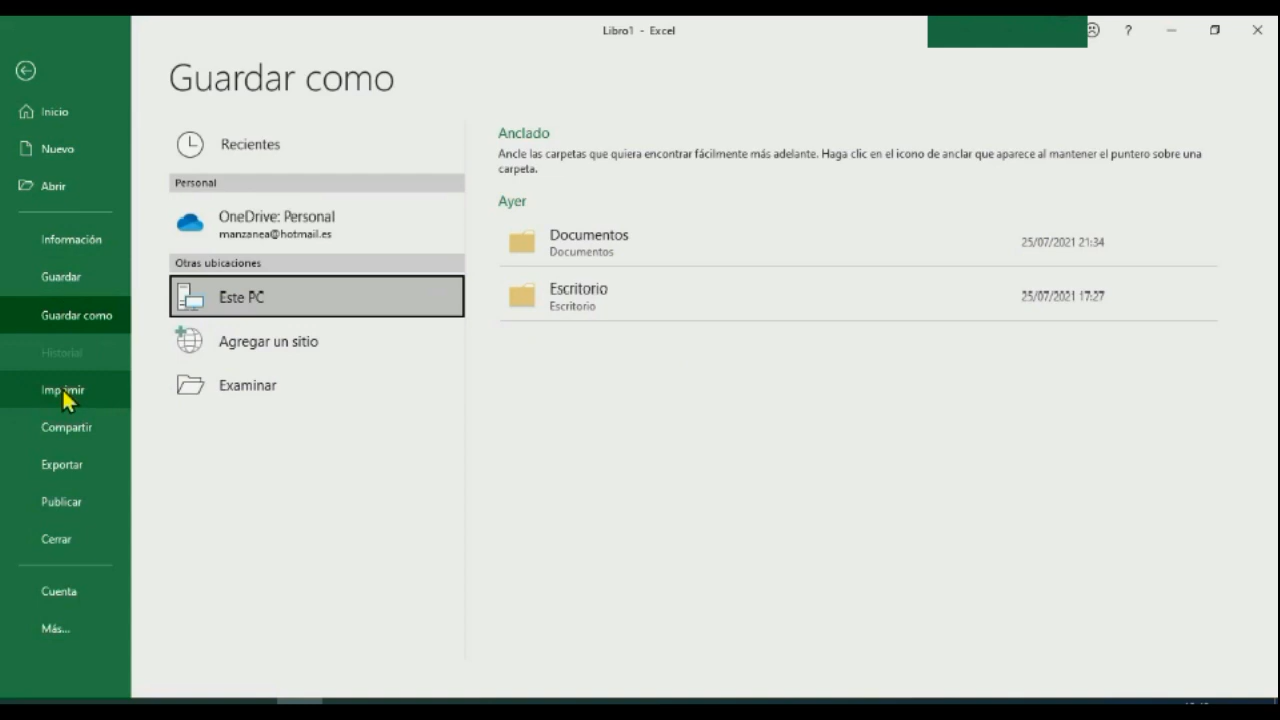 Libro1 - Excel
?
Guardar como
Inicio
Nuevo
Abrir
Información
Guardar
Guardar como
Historial
Imprimir
Compartir
Exportar
Publicar
Cerrar
Cuenta
Más...
Recientes
Personal
OneDrive: Personal
manzanea@hotmail.es
Otras ubicaciones
Este PC
Agregar un sitio
Examinar
Anclado
Ancle las carpetas que quiera encontrar fácilmente más adelante. Haga clic en el icono de anclar que aparece al mantener el puntero sobre una
carpeta.
Ayer
Documentos
Documentos
25/07/2021 21:34
Escritorio
Escritorio
25/07/2021 17:27